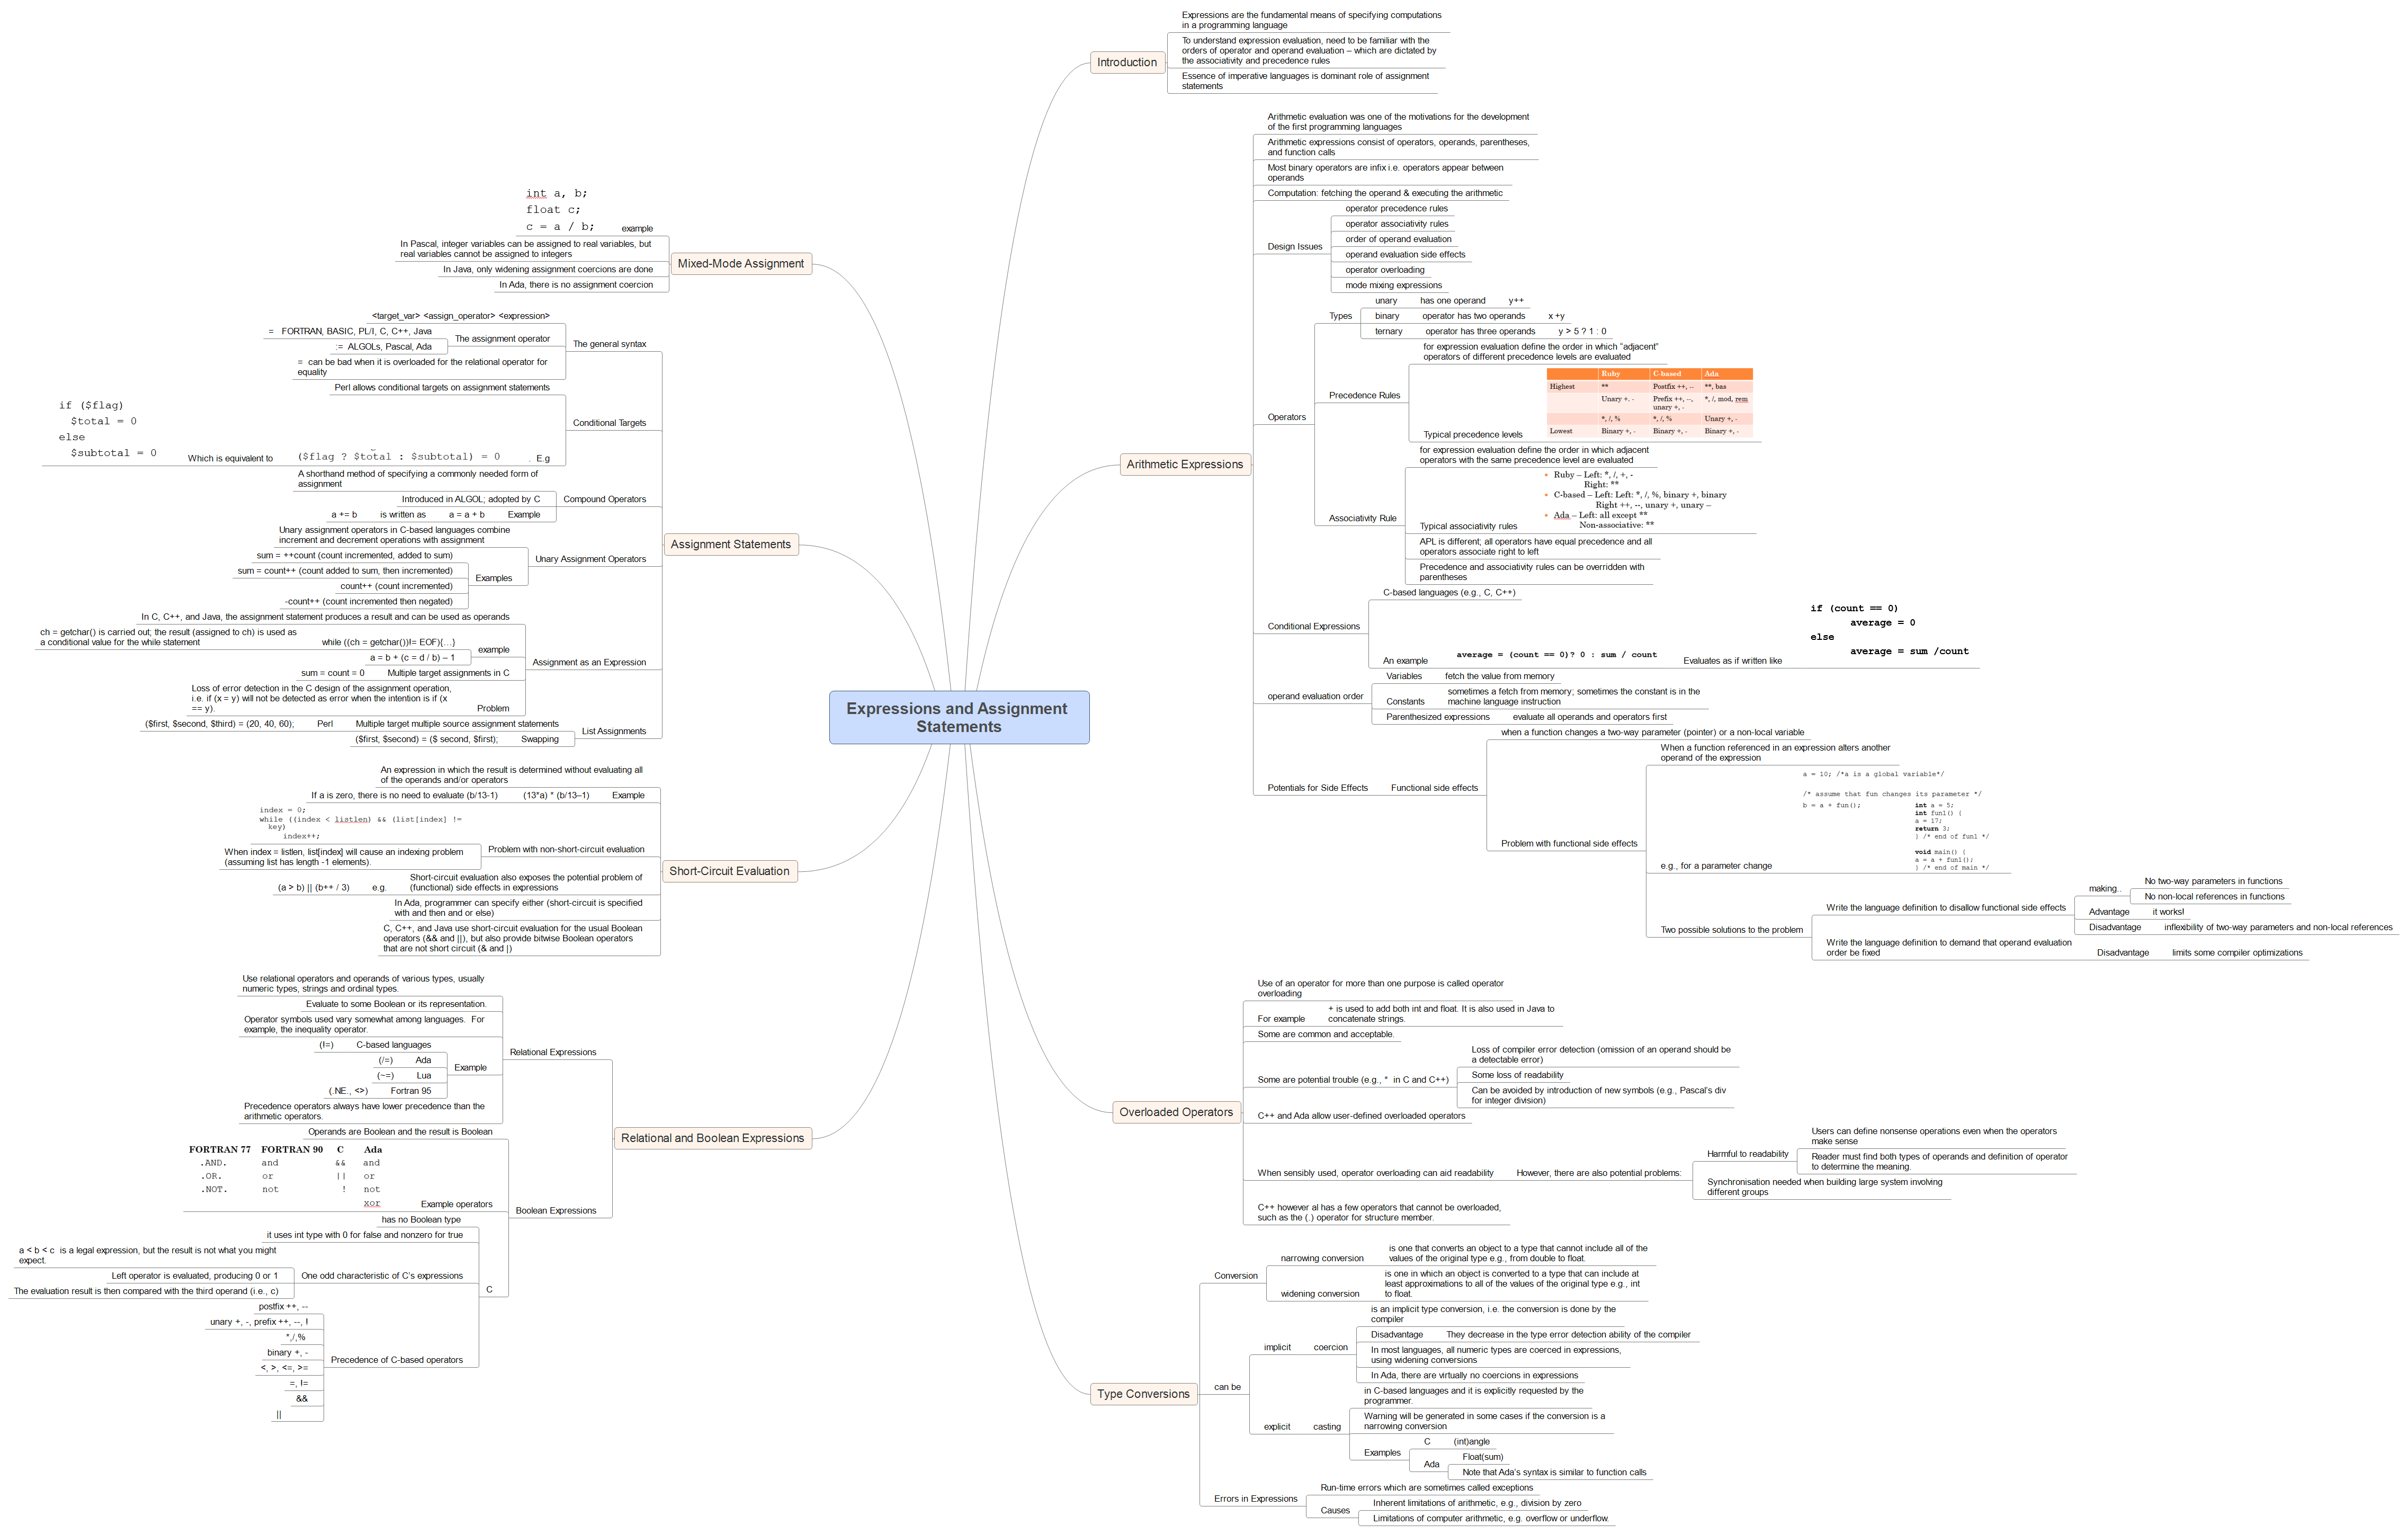 Expressions and Assignment
Statements
Introduction
Expressions are the fundamental means of specifying computations
in a programming language
To understand expression evaluation, need to be familiar with the
orders of operator and operand evaluation – which are dictated by
the associativity and precedence rules
Essence of imperative languages is dominant role of assignment
statements
Arithmetic Expressions
Arithmetic evaluation was one of the motivations for the development
of the first programming languages
Arithmetic expressions consist of operators, operands, parentheses,
and function calls
Most binary operators are infix i.e. operators appear between
operands
Computation: fetching the operand & executing the arithmetic
Design Issues
operator precedence rules
operator associativity rules
order of operand evaluation
operand evaluation side effects
operator overloading
mode mixing expressions
Operators
Types
unary has one operand y++
binary operator has two operands x +y
ternary operator has three operands y > 5 ? 1 : 0
Precedence Rules
for expression evaluation define the order in which "adjacent"
operators of different precedence levels are evaluated
Typical precedence levels
Ruby C-based Ada
Highest ** Postfix ++, -- **, bas
Unary +. - Prefix ++, --, *, /, mod, rem
unary +, -
*, /, % *, /, % Unary +, -
Lowest Binary +, - Binary +, - Binary +, -
Associativity Rule
for expression evaluation define the order in which adjacent
operators with the same precedence level are evaluated
Typical associativity rules
• Ruby – Left: *, /, +, -
Right: **
• C-based – Left: Left: *, /, %, binary +, binary
Right ++, --, unary +, unary –
• Ada – Left: all except **
Non-associative: **
APL is different; all operators have equal precedence and all
operators associate right to left
Precedence and associativity rules can be overridden with
parentheses
Conditional Expressions
C-based languages (e.g., C, C++)
An example
average = (count == 0)? 0 : sum / count
Evaluates as if written like
if (count == 0)
average = 0
else
average = sum /count
operand evaluation order
Variables fetch the value from memory
Constants
sometimes a fetch from memory; sometimes the constant is in the
machine language instruction
Parenthesized expressions evaluate all operands and operators first
Potentials for Side Effects
Functional side effects
when a function changes a two-way parameter (pointer) or a non-local variable
Problem with functional side effects
When a function referenced in an expression alters another
operand of the expression
e.g., for a parameter change
a = 10; /*a is a global variable*/
/* assume that fun changes its parameter */
b = a + fun();
int a = 5;
int fun1() {
a = 17;
return 3;
} /* end of fun1 */
void main() {
a = a + fun1();
} /* end of main */
Two possible solutions to the problem
Write the language definition to disallow functional side effects
making..
No two-way parameters in functions
No non-local references in functions
Advantage it works!
Disadvantage inflexibility of two-way parameters and non-local references
Write the language definition to demand that operand evaluation
order be fixed
Disadvantage limits some compiler optimizations
Overloaded Operators
Use of an operator for more than one purpose is called operator
overloading
For example
+ is used to add both int and float. It is also used in Java to
concatenate strings.
Some are common and acceptable.
Some are potential trouble (e.g., * in C and C++)
Loss of compiler error detection (omission of an operand should be
a detectable error)
Some loss of readability
Can be avoided by introduction of new symbols (e.g., Pascal's div
for integer division)
C++ and Ada allow user-defined overloaded operators
When sensibly used, operator overloading can aid readability
However, there are also potential problems:
Harmful to readability
Users can define nonsense operations even when the operators
make sense
Reader must find both types of operands and definition of operator
to determine the meaning.
Synchronisation needed when building large system involving
different groups
C++ however al has a few operators that cannot be overloaded,
such as the (.) operator for structure member.
Type Conversions
Conversion
narrowing conversion
is one that converts an object to a type that cannot include all of the
values of the original type e.g., from double to float.
widening conversion
is one in which an object is converted to a type that can include at
least approximations to all of the values of the original type e.g., int
to float.
can be
implicit coercion
is an implicit type conversion, i.e. the conversion is done by the
compiler
Disadvantage They decrease in the type error detection ability of the compiler
In most languages, all numeric types are coerced in expressions,
using widening conversions
In Ada, there are virtually no coercions in expressions
explicit casting
in C-based languages and it is explicitly requested by the
programmer.
Warning will be generated in some cases if the conversion is a
narrowing conversion
Examples
C (int)angle
Ada
Float(sum)
Note that Ada's syntax is similar to function calls
Errors in Expressions
Run-time errors which are sometimes called exceptions
Causes
Inherent limitations of arithmetic, e.g., division by zero
Limitations of computer arithmetic, e.g. overflow or underflow.
Mixed-Mode Assignment
int a, b;
float c;
c = a / b;
example
In Pascal, integer variables can be assigned to real variables, but
real variables cannot be assigned to integers
In Java, only widening assignment coercions are done
In Ada, there is no assignment coercion
Assignment Statements
The general syntax
<target_var> <assign_operator> <expression>
The assignment operator
= FORTRAN, BASIC, PL/I, C, C++, Java
:= ALGOLs, Pascal, Ada
= can be bad when it is overloaded for the relational operator for
equality
Conditional Targets
Perl allows conditional targets on assignment statements
. E.g
($flag ? $total : $subtotal) = 0
Which is equivalent to
if ($flag)
$total = 0
else
$subtotal = 0
Compound Operators
A shorthand method of specifying a commonly needed form of
assignment
Introduced in ALGOL; adopted by C
a += b is written as a = a + b Example
Unary Assignment Operators
Unary assignment operators in C-based languages combine
increment and decrement operations with assignment
Examples
sum = ++count (count incremented, added to sum)
sum = count++ (count added to sum, then incremented)
count++ (count incremented)
-count++ (count incremented then negated)
Assignment as an Expression
In C, C++, and Java, the assignment statement produces a result and can be used as operands
example
while ((ch = getchar())!= EOF){…}
ch = getchar() is carried out; the result (assigned to ch) is used as
a conditional value for the while statement
a = b + (c = d / b) – 1
sum = count = 0 Multiple target assignments in C
Loss of error detection in the C design of the assignment operation,
i.e. if (x = y) will not be detected as error when the intention is if (x
== y).
Problem
List Assignments
($first, $second, $third) = (20, 40, 60); Perl Multiple target multiple source assignment statements
($first, $second) = ($ second, $first); Swapping
Short-Circuit Evaluation
An expression in which the result is determined without evaluating all
of the operands and/or operators
If a is zero, there is no need to evaluate (b/13-1) (13*a) * (b/13–1) Example
Problem with non-short-circuit evaluation
index = 0;
while ((index < listlen) && (list[index] !=
key)
index++;
When index = listlen, list[index] will cause an indexing problem
(assuming list has length -1 elements).
Short-circuit evaluation also exposes the potential problem of
(functional) side effects in expressions
(a > b) || (b++ / 3) e.g.
In Ada, programmer can specify either (short-circuit is specified
with and then and or else)
C, C++, and Java use short-circuit evaluation for the usual Boolean
operators (&& and ||), but also provide bitwise Boolean operators
that are not short circuit (& and |)
Relational and Boolean Expressions
Relational Expressions
Use relational operators and operands of various types, usually
numeric types, strings and ordinal types.
Evaluate to some Boolean or its representation.
Operator symbols used vary somewhat among languages. For
example, the inequality operator.
Example
(!=) C-based languages
(/=) Ada
(~=) Lua
(.NE., <>) Fortran 95
Precedence operators always have lower precedence than the
arithmetic operators.
Boolean Expressions
Operands are Boolean and the result is Boolean
Example operators
FORTRAN 77 FORTRAN 90 C Ada
.AND. and && and
.OR. or || or
.NOT. not ! not
xor
C
has no Boolean type
it uses int type with 0 for false and nonzero for true
One odd characteristic of C's expressions
a < b < c is a legal expression, but the result is not what you might
expect.
Left operator is evaluated, producing 0 or 1
The evaluation result is then compared with the third operand (i.e., c)
Precedence of C-based operators
postfix ++, --
unary +, -, prefix ++, --, !
*,/,%
binary +, -
<, >, <=, >=
=, !=
&&
||